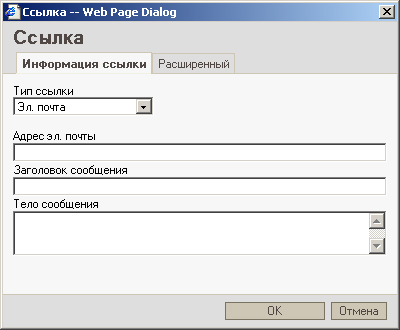 Ссылка -- Web Page Dialog
Ссылка
Информация ссылки Расширенный
Тип ссылки
Эл. почта
Адрес эл. почты
Заголовок сообщения
Тело сообщения
OK Отмена